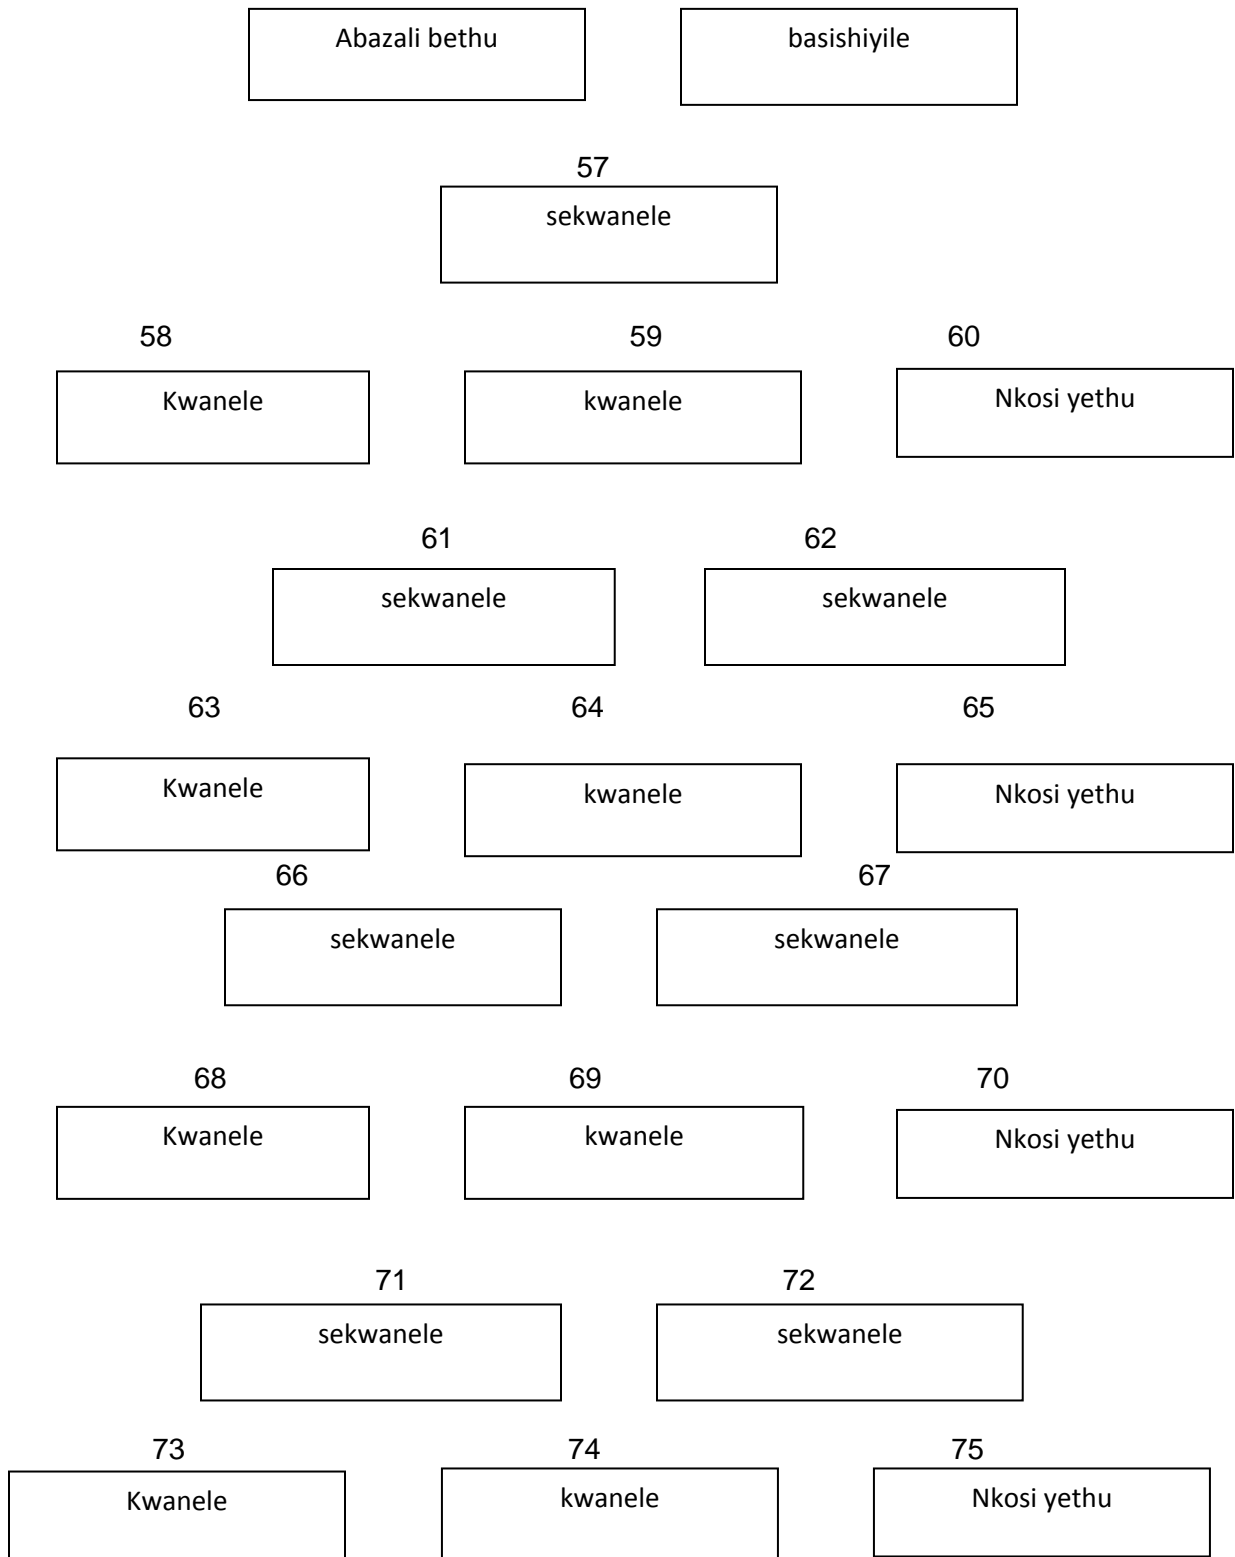 Abazali bethu basishiyile
57
sekwanele
58 59 60
Kwanele kwanele Nkosi yethu
61 62
sekwanele sekwanele
63 64 65
Kwanele kwanele Nkosi yethu
66 67
sekwanele sekwanele
68 69 70
Kwanele kwanele Nkosi yethu
71 72
sekwanele sekwanele
73 74 75
Kwanele kwanele Nkosi yethu